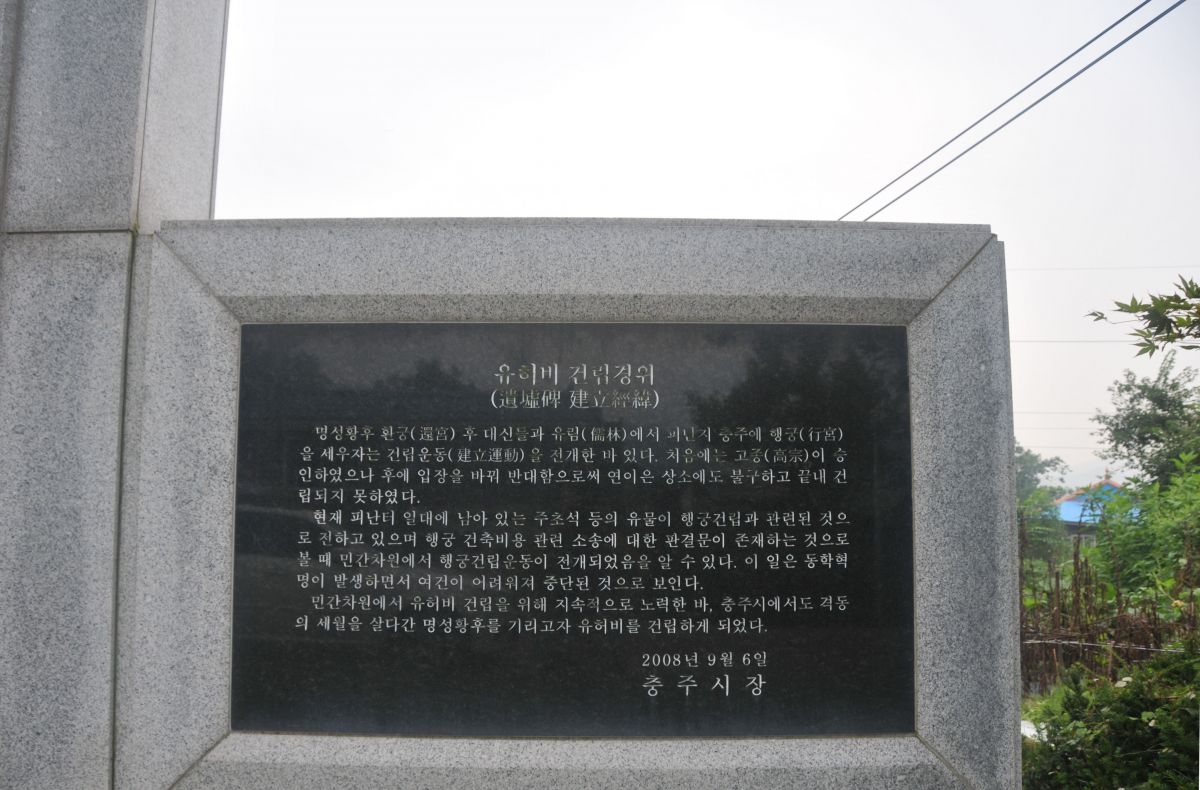 유허비 건립경위
(遺墟碑 建立經緯)
명성황후 환궁(還宮) 후 대신들과 유림(儒林)에서 피난지 충주에 행궁(行宮)
을 세우자는 건립운동(建立運動)을 전개한 바 있다. 처음에는 고종(高宗)이 승
인하였으나 후에 입장을 바꿔 반대함으로써 연이은 상소에도 불구하고 끝내 건
립되지 못하였다.
현재 피난터 일대에 남아 있는 주초석 등의 유물이 행궁건립과 관련된 것으
로 전하고 있으며 행궁 건축비용 관련 소송에 대한 판결문이 존재하는 것으로
볼 때 민간차원에서 행궁건립운동이 전개되었음을 알 수 있다. 이 일은 동학혁
명이 발생하면서 여건이 어려워져 중단된 것으로 보인다.
민간차원에서 유허비 건립을 위해 지속적으로 노력한 바, 충주시에서도 격동
의 세월을 살다간 명성황후를 기리고자 유허비를 건립하게 되었다.
2008년 9월 6일
충주시장